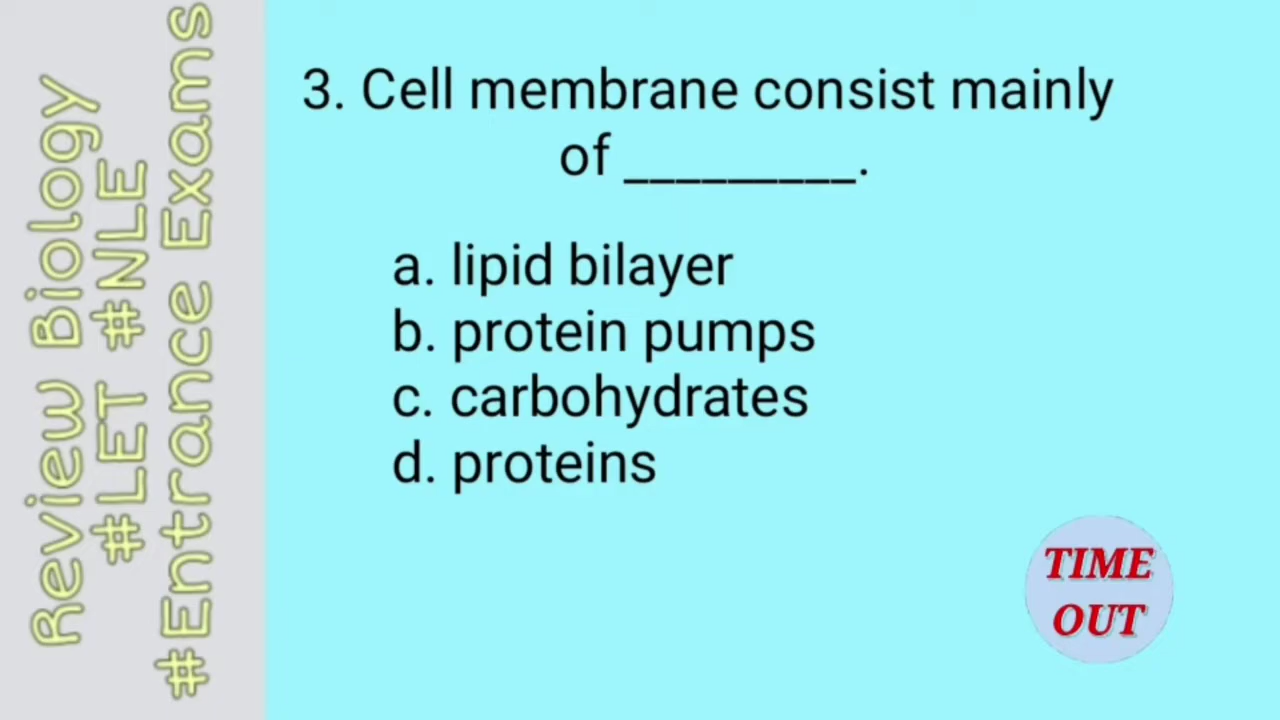 Review Biology
#LET #NLE
#Entrance Exams
3. Cell membrane consist mainly
of _________.
a. lipid bilayer
b. protein pumps
c. carbohydrates
d. proteins
TIME
OUT